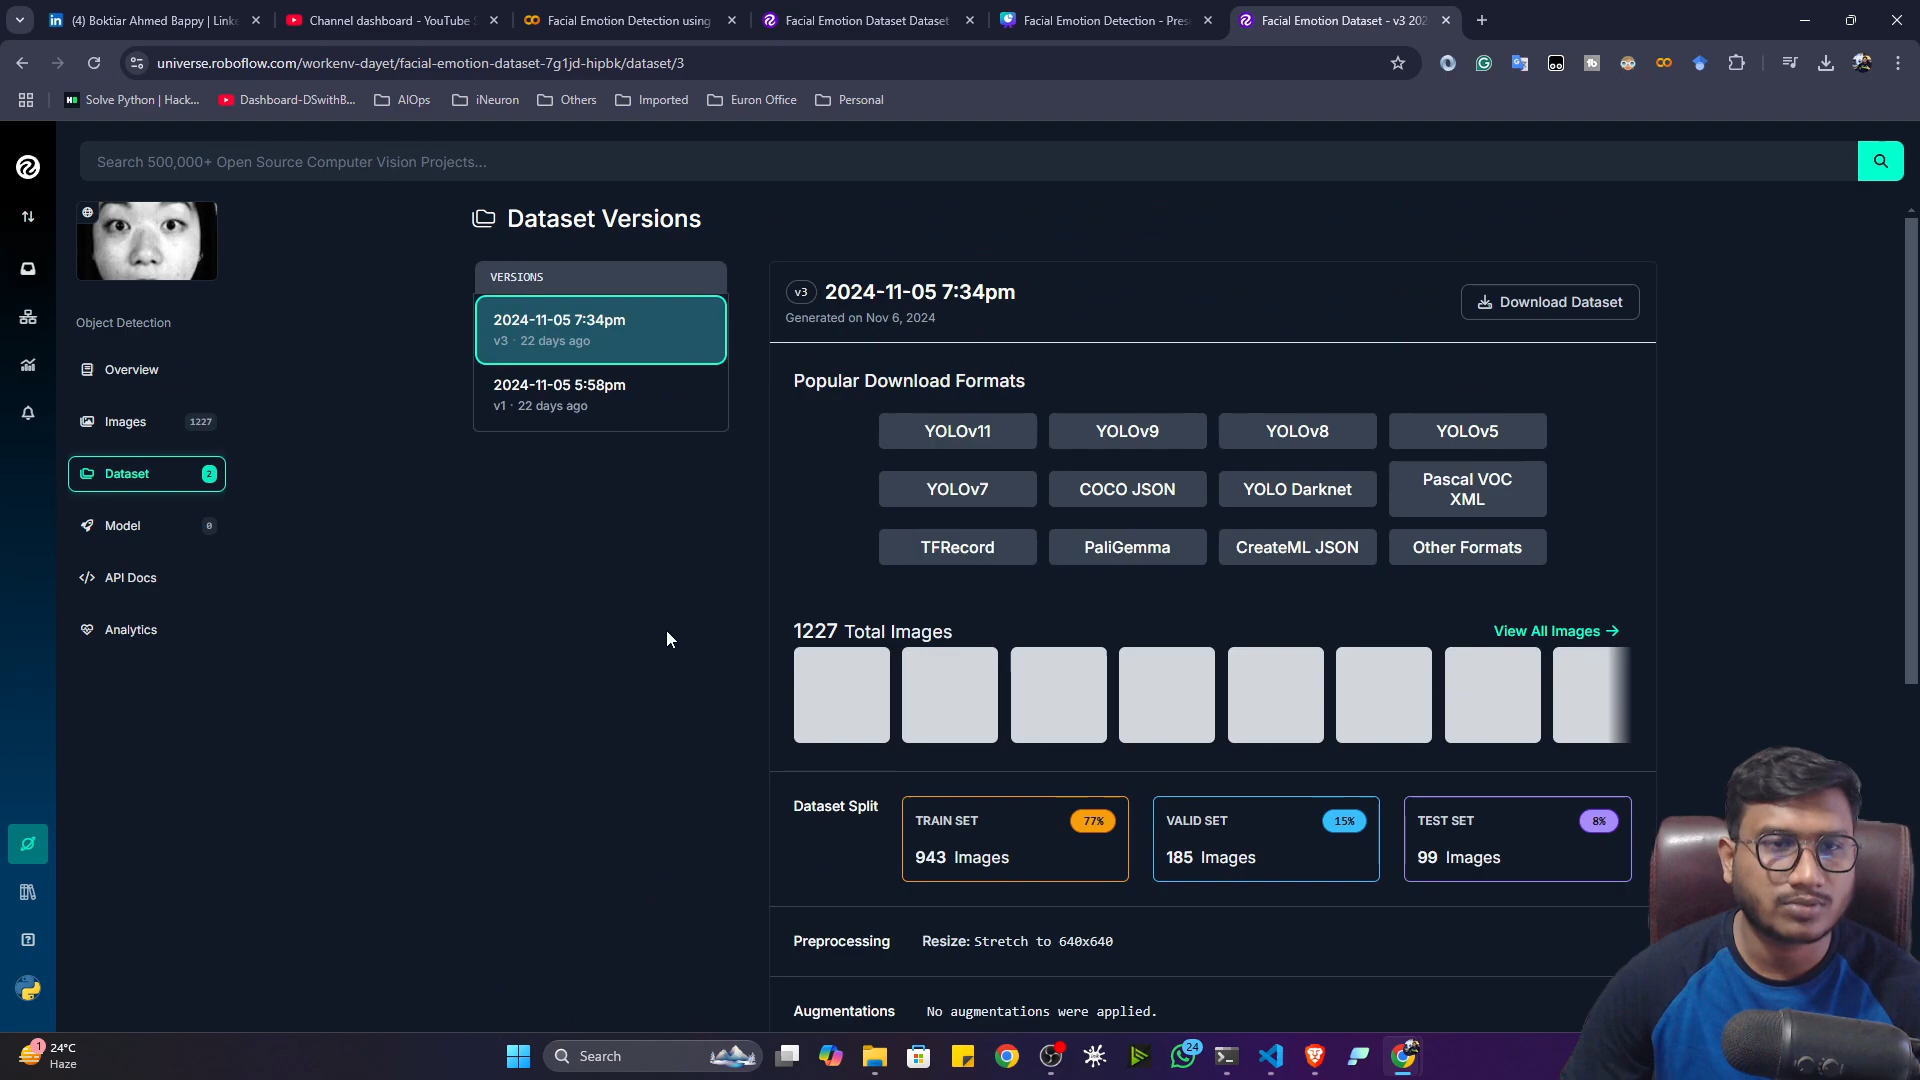 (4) Boktiar Ahmed Bappy | Linke
Channel dashboard - YouTube S
Facial Emotion Detection using
Facial Emotion Dataset Dataset
Facial Emotion Detection - Pres
Facial Emotion Dataset - v3 202
universe.roboflow.com/workenv-dayet/facial-emotion-dataset-7g1jd-hipbk/dataset/3
Solve Python | Hack...
Dashboard-DSwithB...
AIOps
iNeuron
Others
Imported
Euron Office
Personal
Search 500,000+ Open Source Computer Vision Projects...
Object Detection
Overview
Images 1227
Dataset 2
Model 0
API Docs
Analytics
Dataset Versions
VERSIONS
2024-11-05 7:34pm
v3 · 22 days ago
2024-11-05 5:58pm
v1 · 22 days ago
v3 2024-11-05 7:34pm
Generated on Nov 6, 2024
Download Dataset
Popular Download Formats
YOLOv11 YOLOv9 YOLOv8 YOLOv5
YOLOv7 COCO JSON YOLO Darknet Pascal VOC
XML
TFRecord PaliGemma CreateML JSON Other Formats
1227 Total Images
View All Images →
Dataset Split
TRAIN SET 77%
943 Images
VALID SET 15%
185 Images
TEST SET 8%
99 Images
Preprocessing Resize: Stretch to 640x640
Augmentations No augmentations were applied.
1
24°C
Haze
Search
24